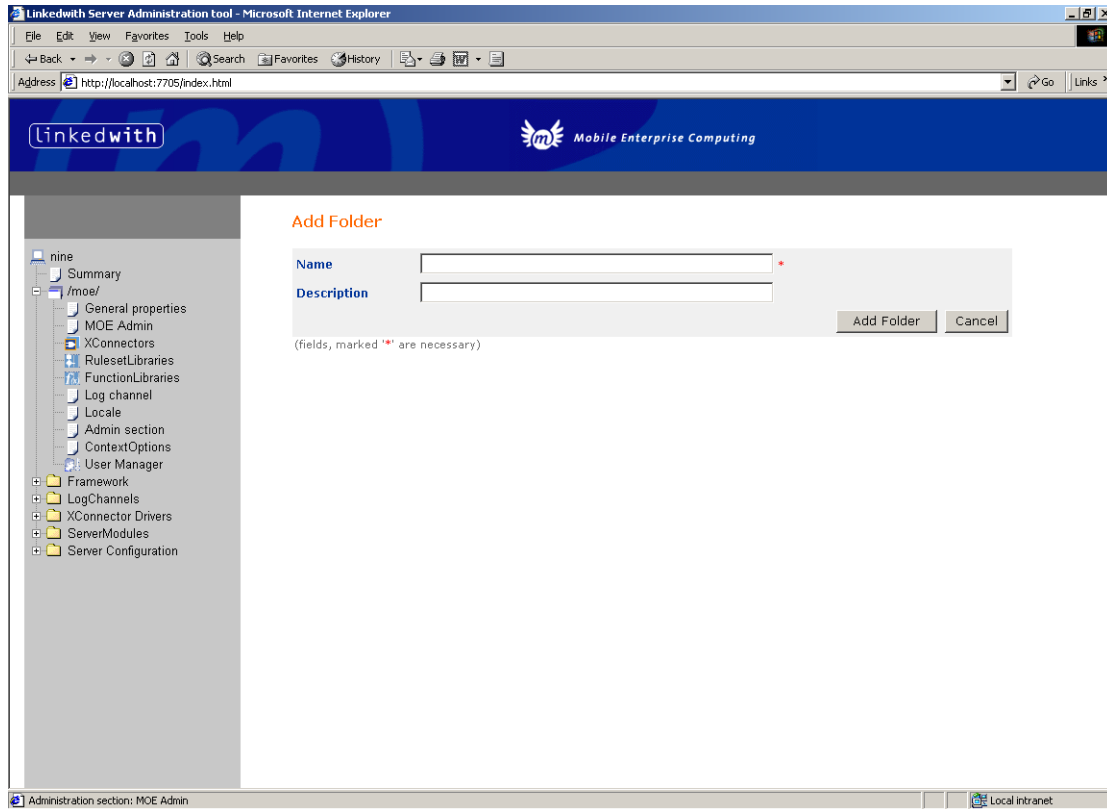 Linkedwith Server Administration tool - Microsoft Internet Explorer
File Edit View Favorites Tools Help
Back Search Favorites History
Address http://localhost:7705/index.html Go Links
linkedwith
m Mobile Enterprise Computing
Add Folder
nine
Summary
/moe/
General properties
MOE Admin
XConnectors
RulesetLibraries
FunctionLibraries
Log channel
Locale
Admin section
ContextOptions
User Manager
Framework
LogChannels
XConnector Drivers
ServerModules
Server Configuration
Name *
Description
Add Folder Cancel
(fields, marked '*' are necessary)
Administration section: MOE Admin Local intranet